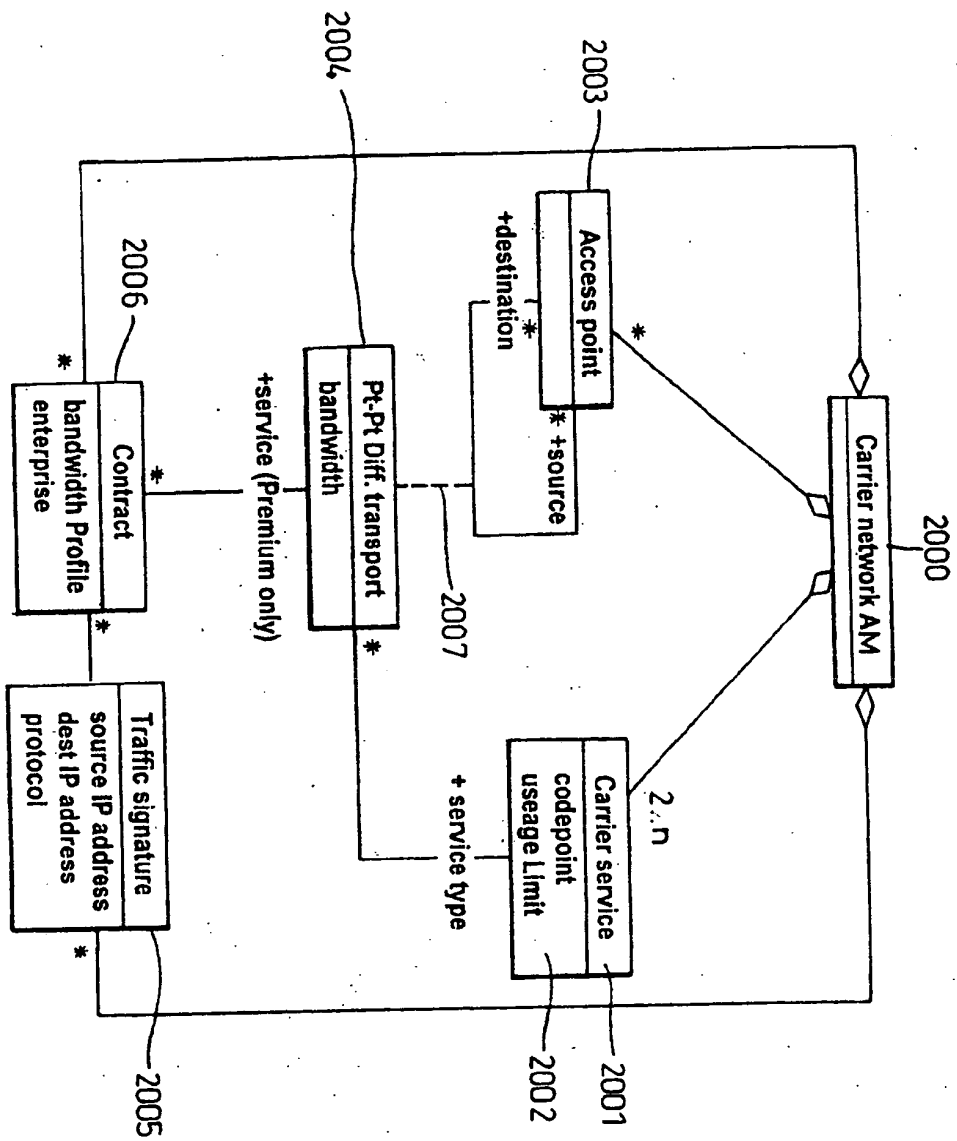 2000
Carrier network AM
2003
Access point
*
*
+destination
* +source
2..n
Carrier service
codepoint
useage Limit
2001
2002
+ service type
2004
Pt-Pt Diff. transport
bandwidth
*
2007
+service (Premium only)
2006
*
Contract
bandwidth Profile
enterprise
*
*
Traffic signature
source IP address
dest IP address
protocol
*
2005